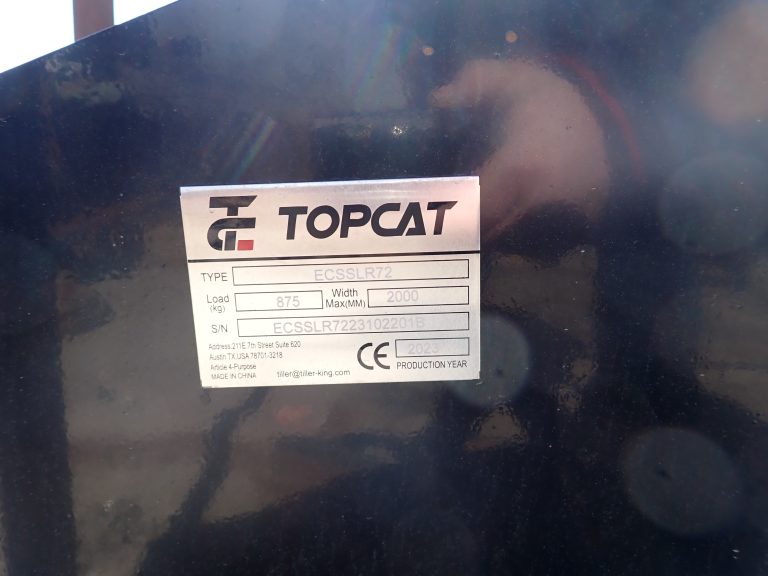 TC TOPCAT
TYPE ECSSLR72
Load (kg) 875 Width Max(MM) 2000
S/N ECSSLR7223102201B
Address.211E 7th Street Suite 620
Austin TX USA 78701-3218
Article 4-Purpose
MADE IN CHINA
tiller@tiller-king.com
CE 2023
PRODUCTION YEAR